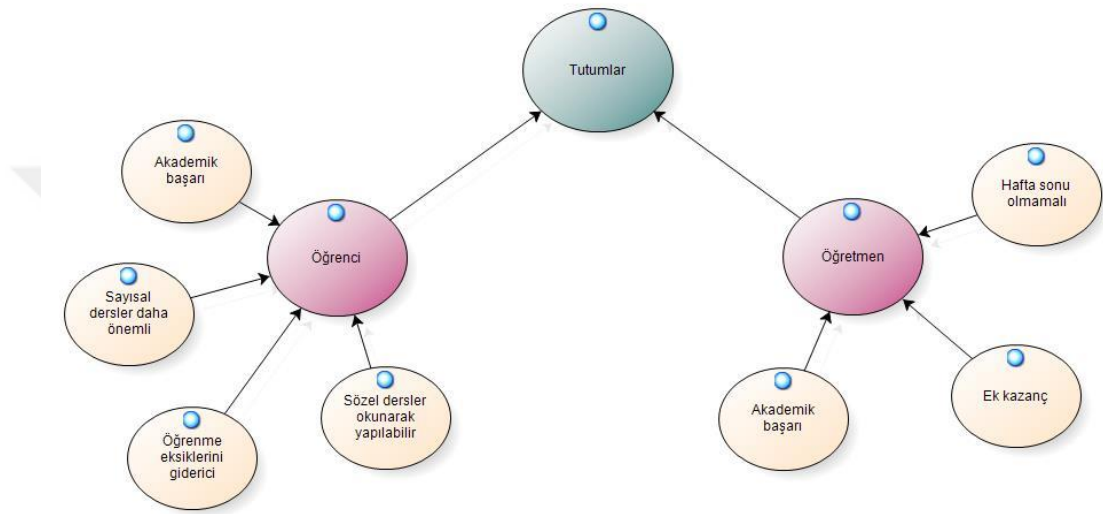 Tutumlar
Akademik
başarı
Hafta sonu
olmamalı
Öğrenci
Öğretmen
Sayısal
dersler daha
önemli
Sözel dersler
okunarak
yapılabilir
Akademik
başarı
Ek kazanç
Öğrenme
eksiklerini
giderici